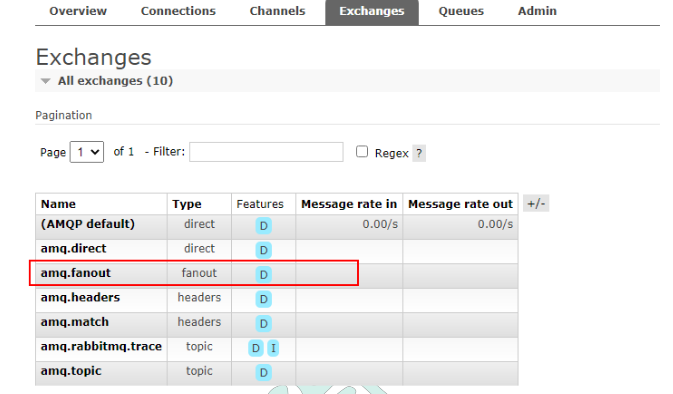 Overview Connections Channels Exchanges Queues Admin
Exchanges
All exchanges (10)
Pagination
Page 1 of 1 - Filter: Regex ?
Name Type Features Message rate in Message rate out +/-
(AMQP default) direct D 0.00/s 0.00/s
amq.direct direct D
amq.fanout fanout D
amq.headers headers D
amq.match headers D
amq.rabbitmq.trace topic D I
amq.topic topic D